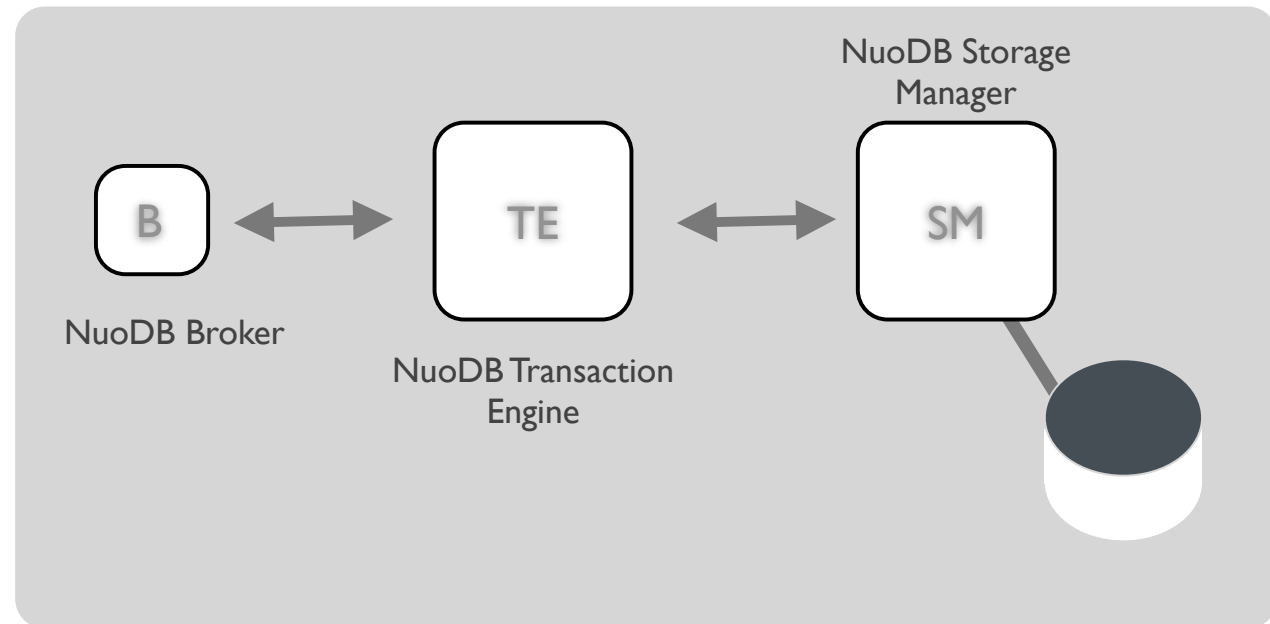 NuoDB Storage
Manager
B
TE
SM
NuoDB Broker
NuoDB Transaction
Engine